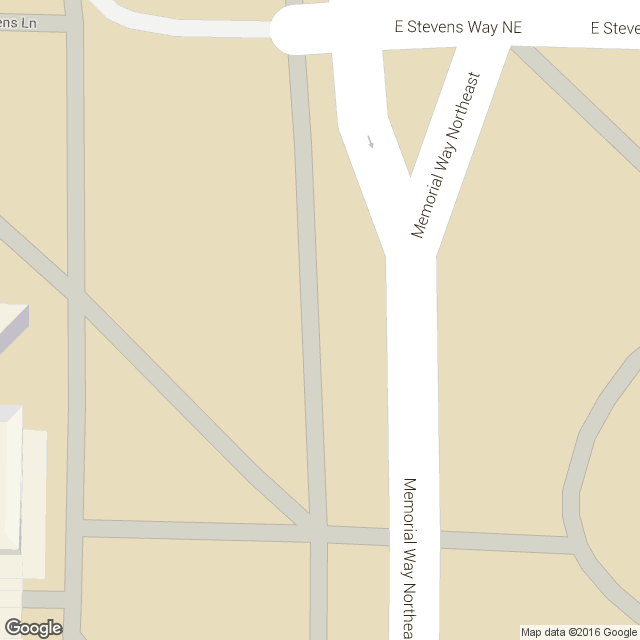 ens Ln
E Stevens Way NE
E Steve
Memorial Way Northeast
Memorial Way Northea
Google
Map data ©2016 Google